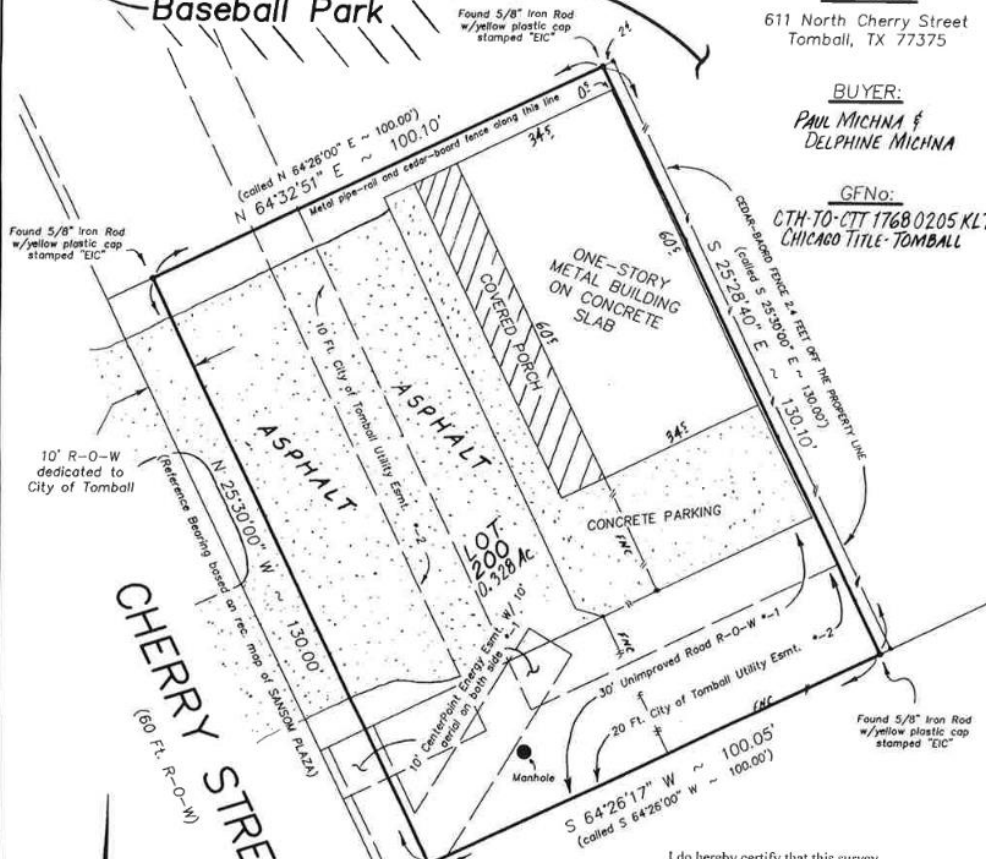 Baseball Park
Found 5/8" Iron Rod
w/yellow plastic cap
stamped "EIC"
611 North Cherry Street
Tomball, TX 77375
BUYER:
PAUL MICHNA &
DELPHINE MICHNA
GFNo:
CTH-TO-CTT 17680205 KL
CHICAGO TITLE-TOMBALL
(called N 64°26'00" E ~ 100.00')
N 64°32'51" E ~ 100.10'
Metal pipe-rail and cedar-board fence along this line
Found 5/8" Iron Rod
w/yellow plastic cap
stamped "EIC"
ONE-STORY
METAL BUILDING
ON CONCRETE
SLAB
COVERED PORCH
CEDAR-BOARD FENCE 2.4 FEET OFF THE PROPERTY LINE
(called S 25°30'00" E ~ 130.00')
S 25°28'40" E ~ 130.10'
10 Ft. City of Tomball Utility Esmt. *-2
ASPHALT
ASPHALT
10' R-O-W
dedicated to
City of Tomball
N 25°30'00" W ~ 130.00'
(Reference Bearing based on rec. map of SANSOM PLAZA)
CONCRETE PARKING
LOT
200
0.328 Ac.
FNC
FNC
FNC
10' CenterPoint Energy Esmt. W/ 10'
aerial on both side *-1
30' Unimproved Road R-O-W *-1
20 Ft. City of Tomball Utility Esmt. *-2
Manhole
Found 5/8" Iron Rod
w/yellow plastic cap
stamped "EIC"
S 64°26'17" W ~ 100.05'
(called S 64°26'00" W ~ 100.00')
CHERRY STRE
(60 Ft. R-O-W)
I do hereby certify that this survey